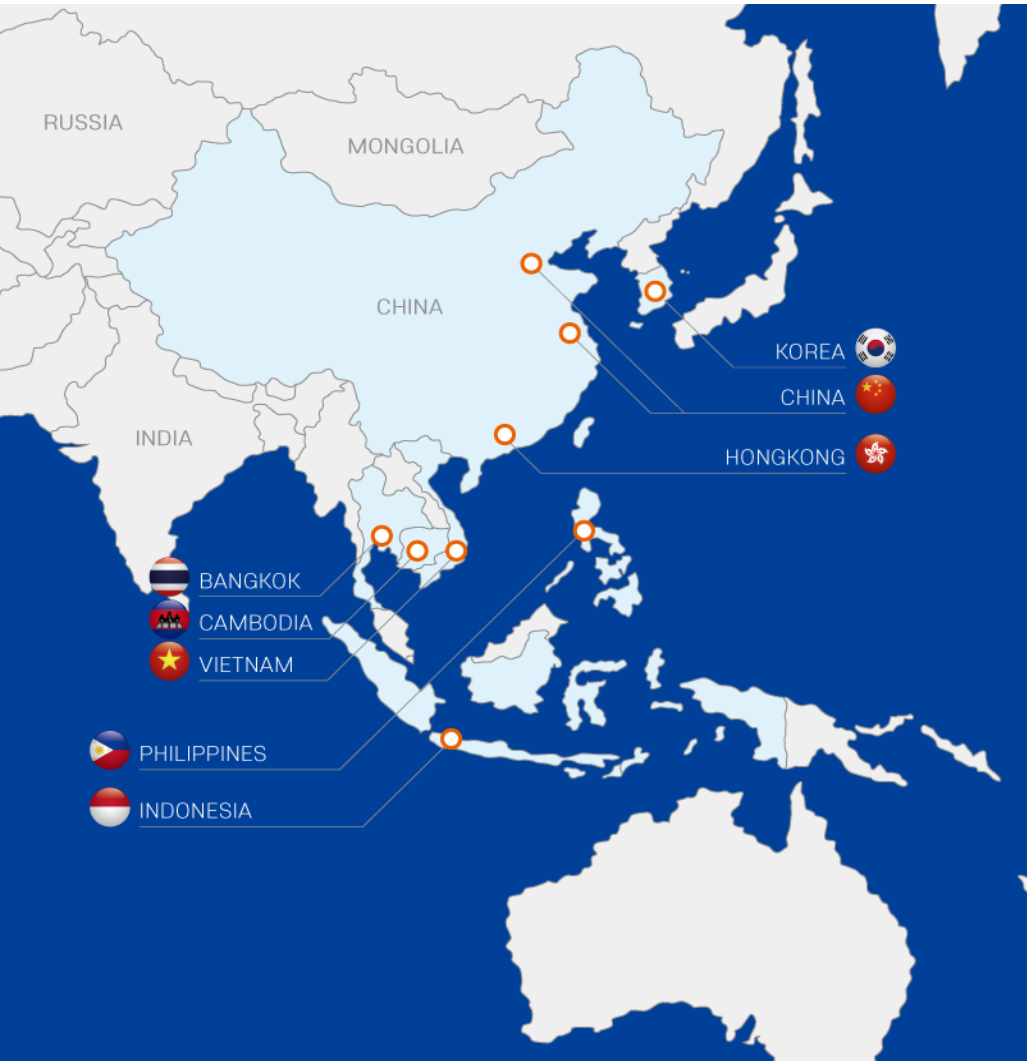 RUSSIA
MONGOLIA
CHINA
KOREA
CHINA
INDIA
HONGKONG
BANGKOK
CAMBODIA
VIETNAM
PHILIPPINES
INDONESIA